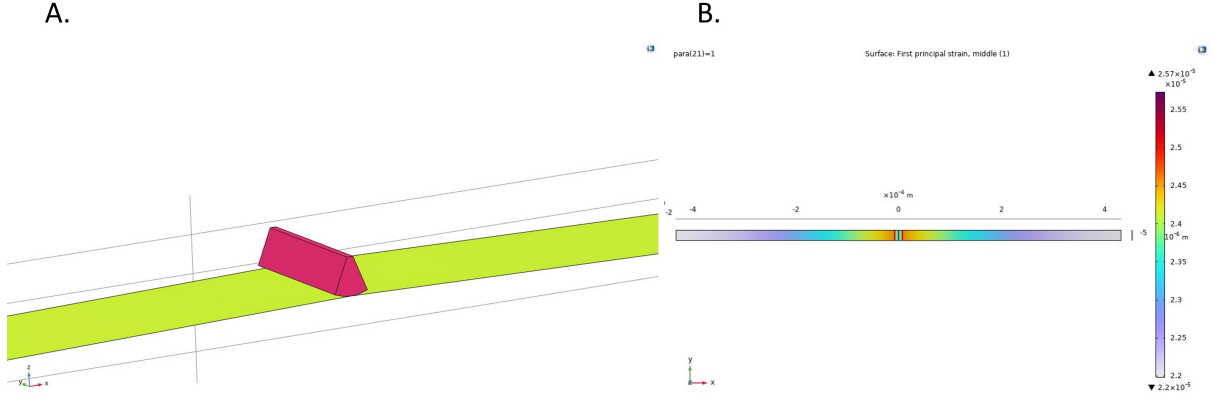 A.
B.
z
y
x
para(21)=1
Surface: First principal strain, middle (1)
×10⁻⁴ m
-4
-2
0
2
4
-2
-5
10⁻⁶ m
▲ 2.57×10⁻⁵
×10⁻⁵
2.55
2.5
2.45
2.4
2.35
2.3
2.25
2.2
▼ 2.2×10⁻⁵
y
x